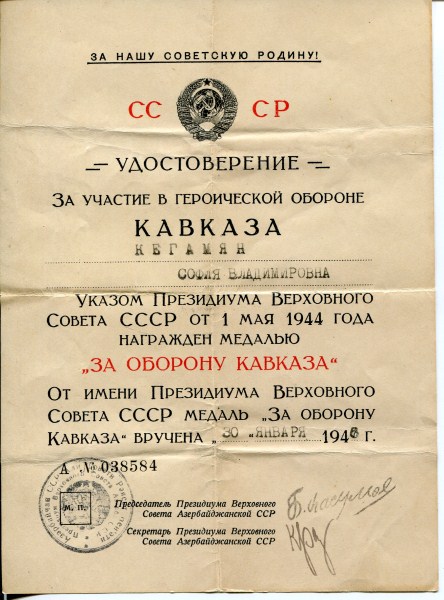 ЗА НАШУ СОВЕТСКУЮ РОДИНУ!
СС СР
— УДОСТОВЕРЕНИЕ —
ЗА УЧАСТИЕ В ГЕРОИЧЕСКОЙ ОБОРОНЕ
КАВКАЗА
КЕГАМЯН
СОФИЯ ВЛАДИМИРОВНА
УКАЗОМ ПРЕЗИДИУМА ВЕРХОВНОГО
СОВЕТА СССР ОТ 1 МАЯ 1944 ГОДА
НАГРАЖДЕН МЕДАЛЬЮ
„ЗА ОБОРОНУ КАВКАЗА“
ОТ ИМЕНИ ПРЕЗИДИУМА ВЕРХОВНОГО
СОВЕТА СССР МЕДАЛЬ „ЗА ОБОРОНУ
КАВКАЗА“ ВРУЧЕНА „30 „ЯНВАРЯ 194 г.
А № 038584
М. П.
Председатель Президиума Верховного
Совета Азербайджанской ССР
Секретарь Президиума Верховного
Совета Азербайджанской ССР